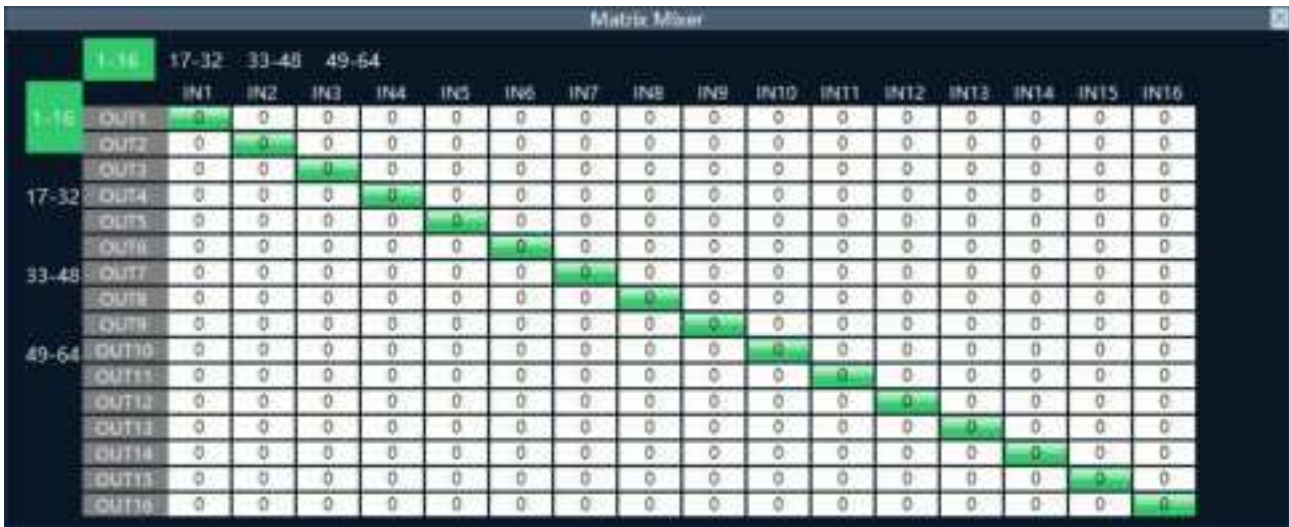 Matrix Mixer
1-16 17-32 33-48 49-64
IN1 IN2 IN3 IN4 IN5 IN6 IN7 IN8 IN9 IN10 IN11 IN12 IN13 IN14 IN15 IN16
1-16
OUT1 0 0 0 0 0 0 0 0 0 0 0 0 0 0 0 0
OUT2 0 0 0 0 0 0 0 0 0 0 0 0 0 0 0 0
OUT3 0 0 0 0 0 0 0 0 0 0 0 0 0 0 0 0
17-32 OUT4 0 0 0 0 0 0 0 0 0 0 0 0 0 0 0 0
OUT5 0 0 0 0 0 0 0 0 0 0 0 0 0 0 0 0
OUT6 0 0 0 0 0 0 0 0 0 0 0 0 0 0 0 0
33-48 OUT7 0 0 0 0 0 0 0 0 0 0 0 0 0 0 0 0
OUT8 0 0 0 0 0 0 0 0 0 0 0 0 0 0 0 0
OUT9 0 0 0 0 0 0 0 0 0 0 0 0 0 0 0 0
49-64 OUT10 0 0 0 0 0 0 0 0 0 0 0 0 0 0 0 0
OUT11 0 0 0 0 0 0 0 0 0 0 0 0 0 0 0 0
OUT12 0 0 0 0 0 0 0 0 0 0 0 0 0 0 0 0
OUT13 0 0 0 0 0 0 0 0 0 0 0 0 0 0 0 0
OUT14 0 0 0 0 0 0 0 0 0 0 0 0 0 0 0 0
OUT15 0 0 0 0 0 0 0 0 0 0 0 0 0 0 0 0
OUT16 0 0 0 0 0 0 0 0 0 0 0 0 0 0 0 0